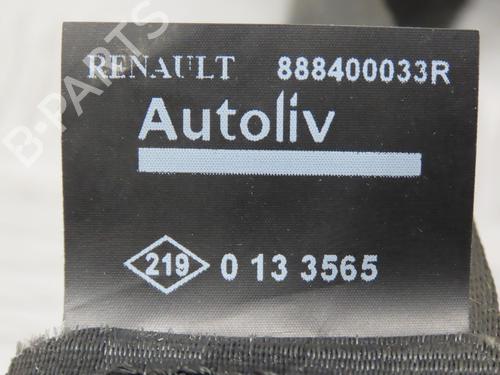 RENAULT 888400033R
Autoliv
219 0 13 3565
B-PARTS